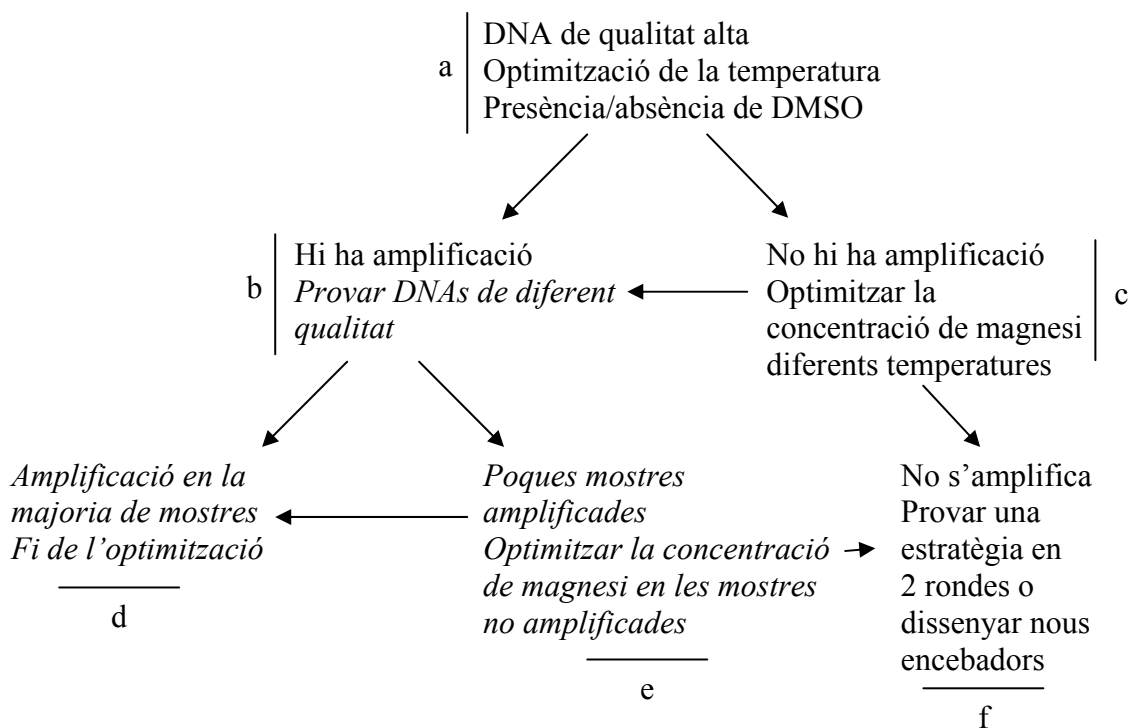 a
DNA de qualitat alta
Optimització de la temperatura
Presència/absència de DMSO
b
Hi ha amplificació
Provar DNAs de diferent
qualitat
No hi ha amplificació
Optimitzar la
concentració de magnesi
diferents temperatures
c
Amplificació en la
majoria de mostres
Fi de l’optimització
d
Poques mostres
amplificades
Optimitzar la concentració
de magnesi en les mostres
no amplificades
e
No s’amplifica
Provar una
estratègia en
2 rondes o
dissenyar nous
encebadors
f